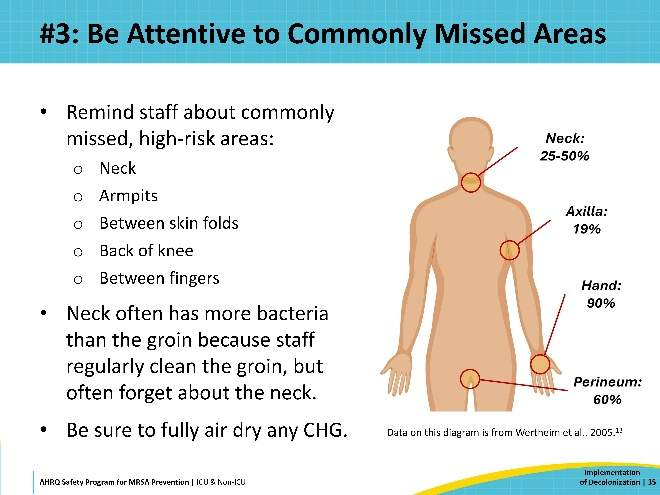 #3: Be Attentive to Commonly Missed Areas
• Remind staff about commonly
missed, high-risk areas:
o Neck
o Armpits
o Between skin folds
o Back of knee
o Between fingers
• Neck often has more bacteria
than the groin because staff
regularly clean the groin, but
often forget about the neck.
• Be sure to fully air dry any CHG.
Neck:
25-50%
Axilla:
19%
Hand:
90%
Perineum:
60%
Data on this diagram is from Wertheim et al., 2005.¹³
AHRQ Safety Program for MRSA Prevention | ICU & Non-ICU
Implementation
of Decolonization | 35